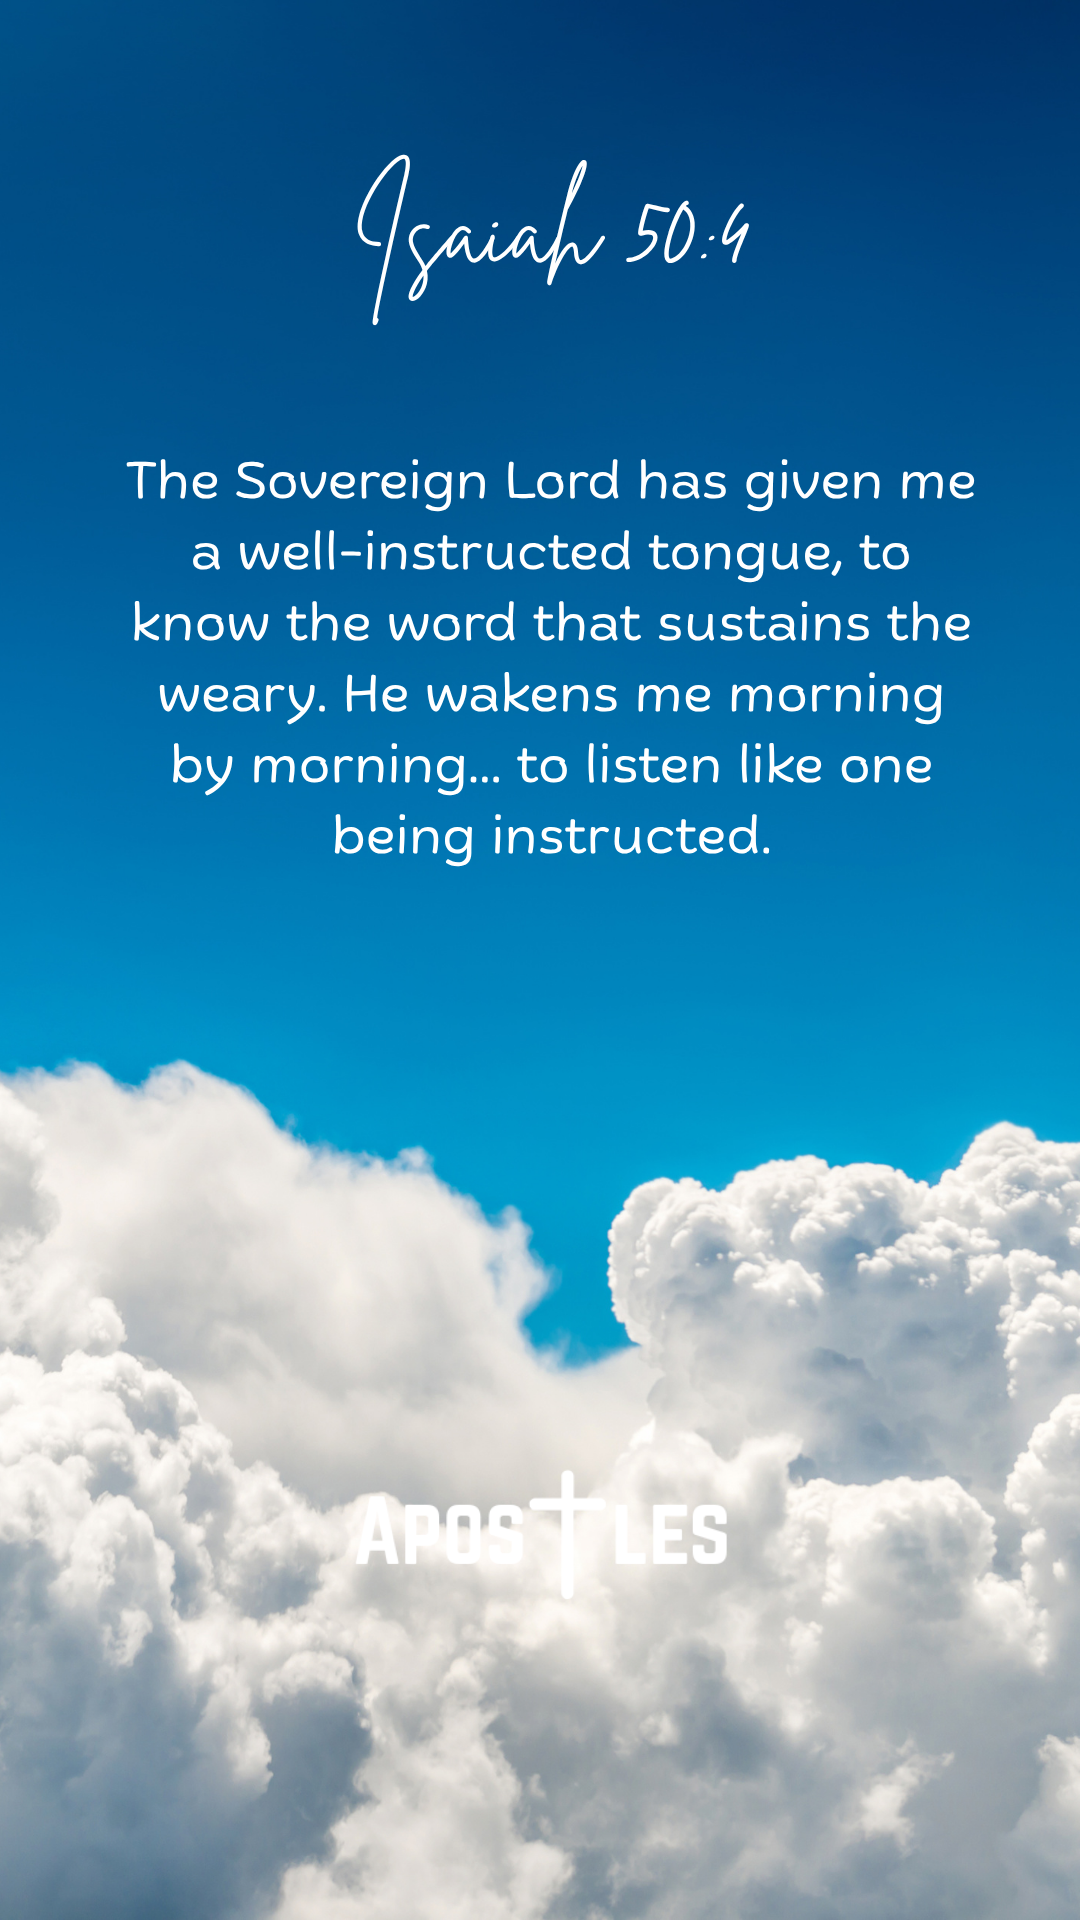 Isaiah 50:4
The Sovereign Lord has given me
a well-instructed tongue, to
know the word that sustains the
weary. He wakens me morning
by morning... to listen like one
being instructed.
APOSTLES